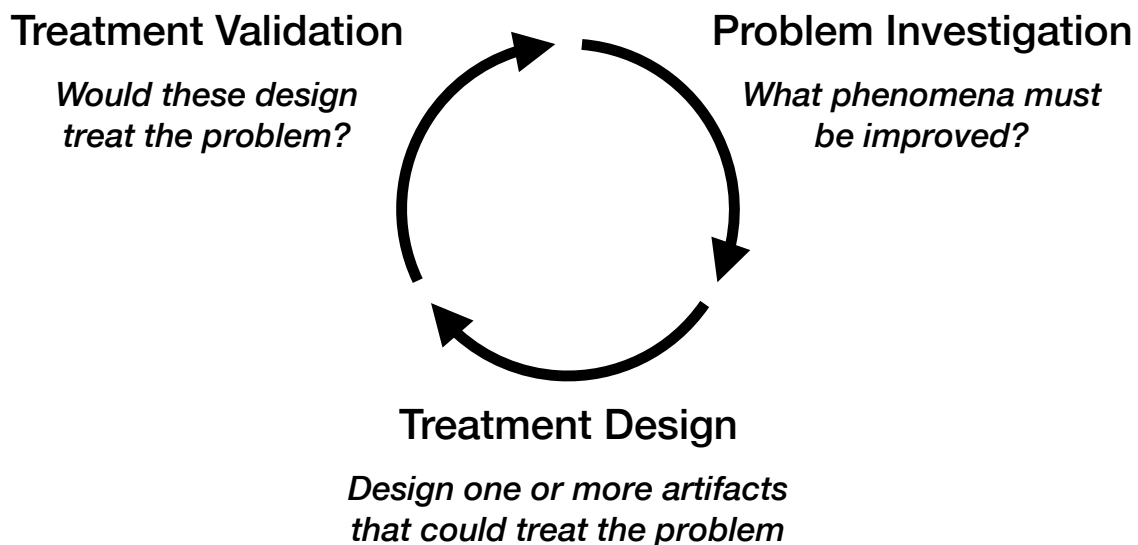 Treatment Validation
Would these design
treat the problem?
Problem Investigation
What phenomena must
be improved?
Treatment Design
Design one or more artifacts
that could treat the problem